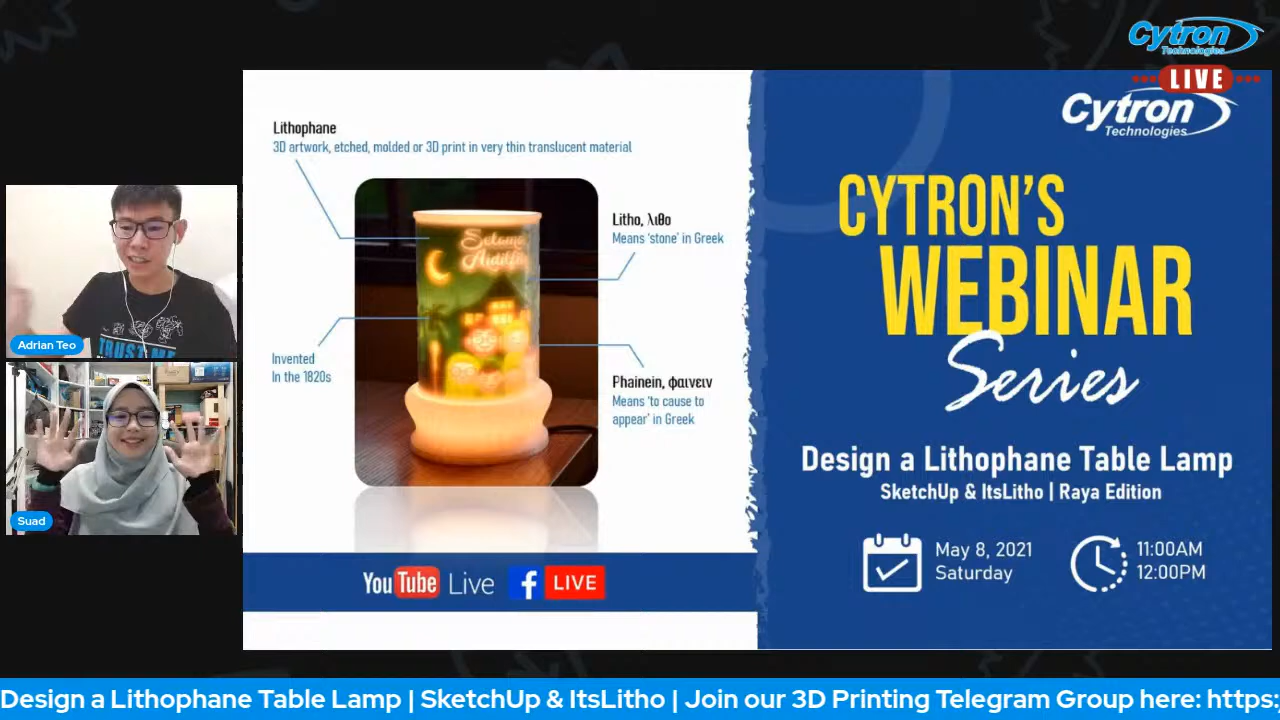 Cytron
Technologies
LIVE
Cytron
Technologies
Lithophane
3D artwork, etched, molded or 3D print in very thin translucent material
Litho, λιθο
Means 'stone' in Greek
Invented
In the 1820s
Phainein, φαινειν
Means 'to cause to
appear' in Greek
YouTube Live
f LIVE
CYTRON'S
WEBINAR
Series
Design a Lithophane Table Lamp
SketchUp & ItsLitho | Raya Edition
May 8, 2021
Saturday
11:00AM
12:00PM
TRUST ME
Adrian Teo
Suad
Design a Lithophane Table Lamp | SketchUp & ItsLitho | Join our 3D Printing Telegram Group here: https: